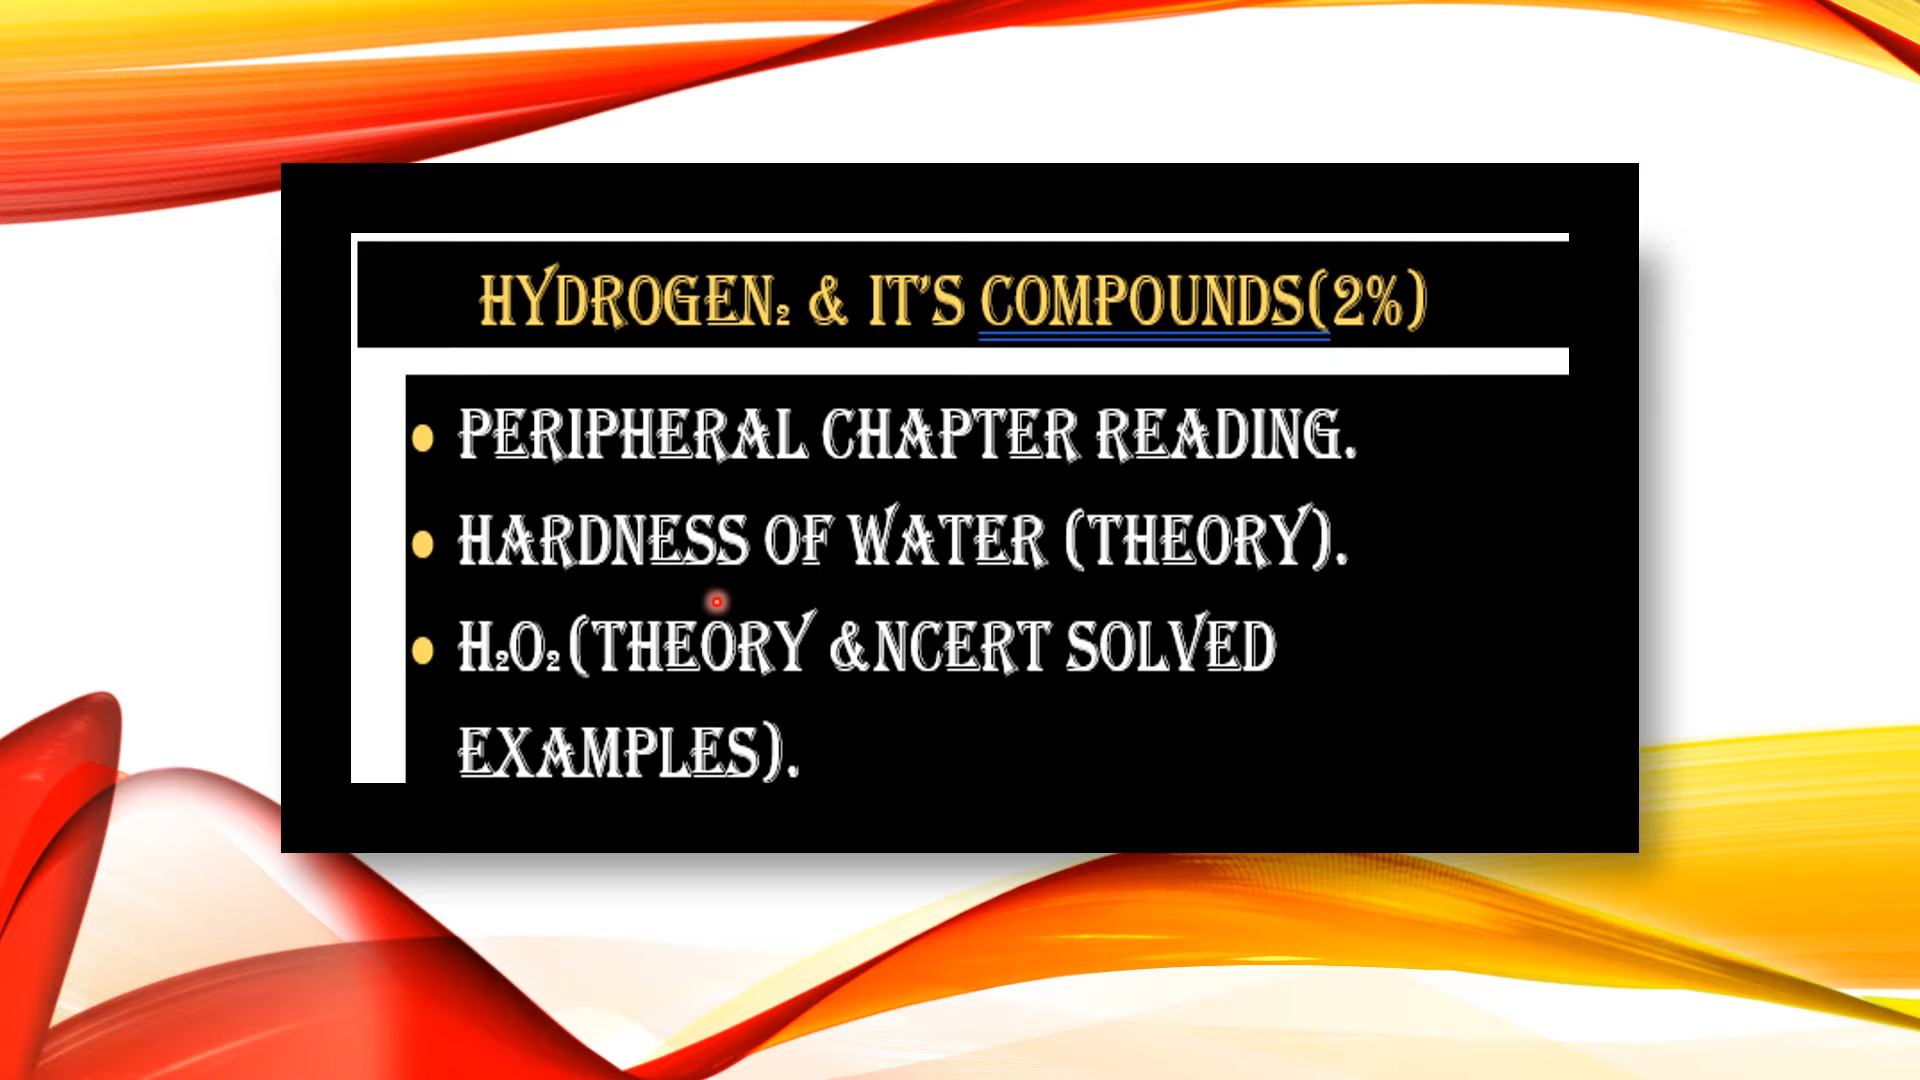 HYDROGEN₂ & IT'S COMPOUNDS(2%)
• PERIPHERAL CHAPTER READING.
• HARDNESS OF WATER (THEORY).
• H₂O₂ (THEORY &NCERT SOLVED
EXAMPLES).